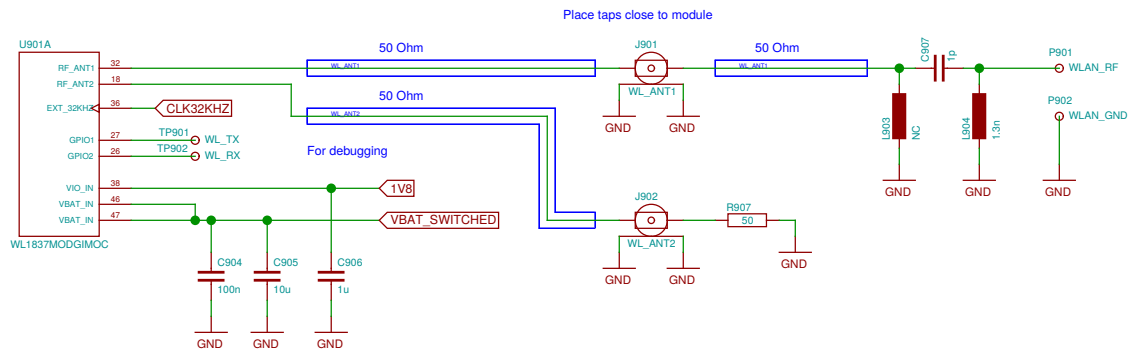 Place taps close to module
U901A
50 Ohm
J901
50 Ohm
C907
1p
P901
RF_ANT1
32
WL_ANT1
WL_ANT1
WLAN_RF
RF_ANT2
18
WL_ANT1
50 Ohm
P902
EXT_32KHZ
36
CLK32KHZ
WL_ANT2
WLAN_GND
GND
GND
L903
NC
L904
1.3n
TP901
GPIO1
27
WL_TX
TP902
GPIO2
26
WL_RX
For debugging
VIO_IN
38
1V8
GND
GND
GND
VBAT_IN
46
J902
R907
VBAT_IN
47
VBAT_SWITCHED
50
WL1837MODGIMOC
WL_ANT2
C904
100n
C905
10u
C906
1u
GND
GND
GND
GND
GND
GND